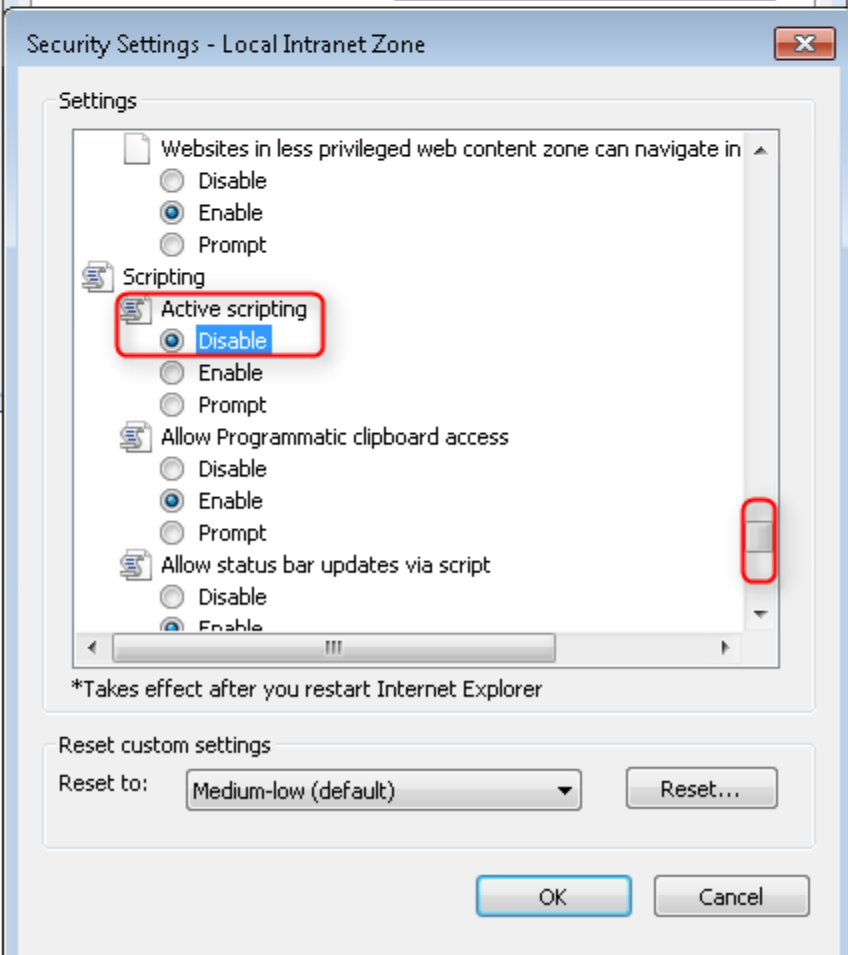 Security Settings - Local Intranet Zone
Settings
Websites in less privileged web content zone can navigate in
Disable
Enable
Prompt
Scripting
Active scripting
Disable
Enable
Prompt
Allow Programmatic clipboard access
Disable
Enable
Prompt
Allow status bar updates via script
Disable
Enable
*Takes effect after you restart Internet Explorer
Reset custom settings
Reset to:
Medium-low (default)
Reset...
OK
Cancel